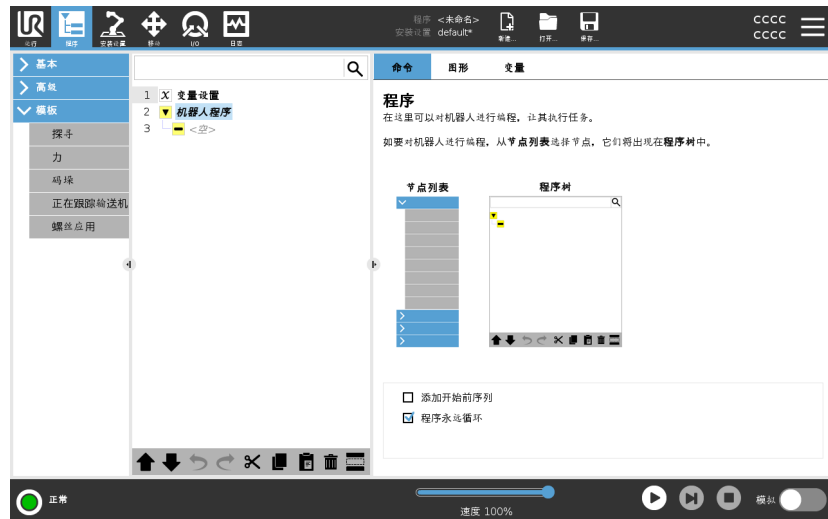 UR
运行
程序
安装设置
移动
I/O
日志
程序 <未命名>
安装设置 default*
新建...
打开...
保存...
cccc
cccc
基本
高级
模板
探寻
力
码垛
正在跟踪输送机
螺丝应用
1 X 变量设置
2 机器人程序
3 <空>
命令 图形 变量
程序
在这里可以对机器人进行编程，让其执行任务。
如要对机器人进行编程，从节点列表选择节点，它们将出现在程序树中。
节点列表 程序树
添加开始前序列
程序永远循环
正常
速度 100%
模拟